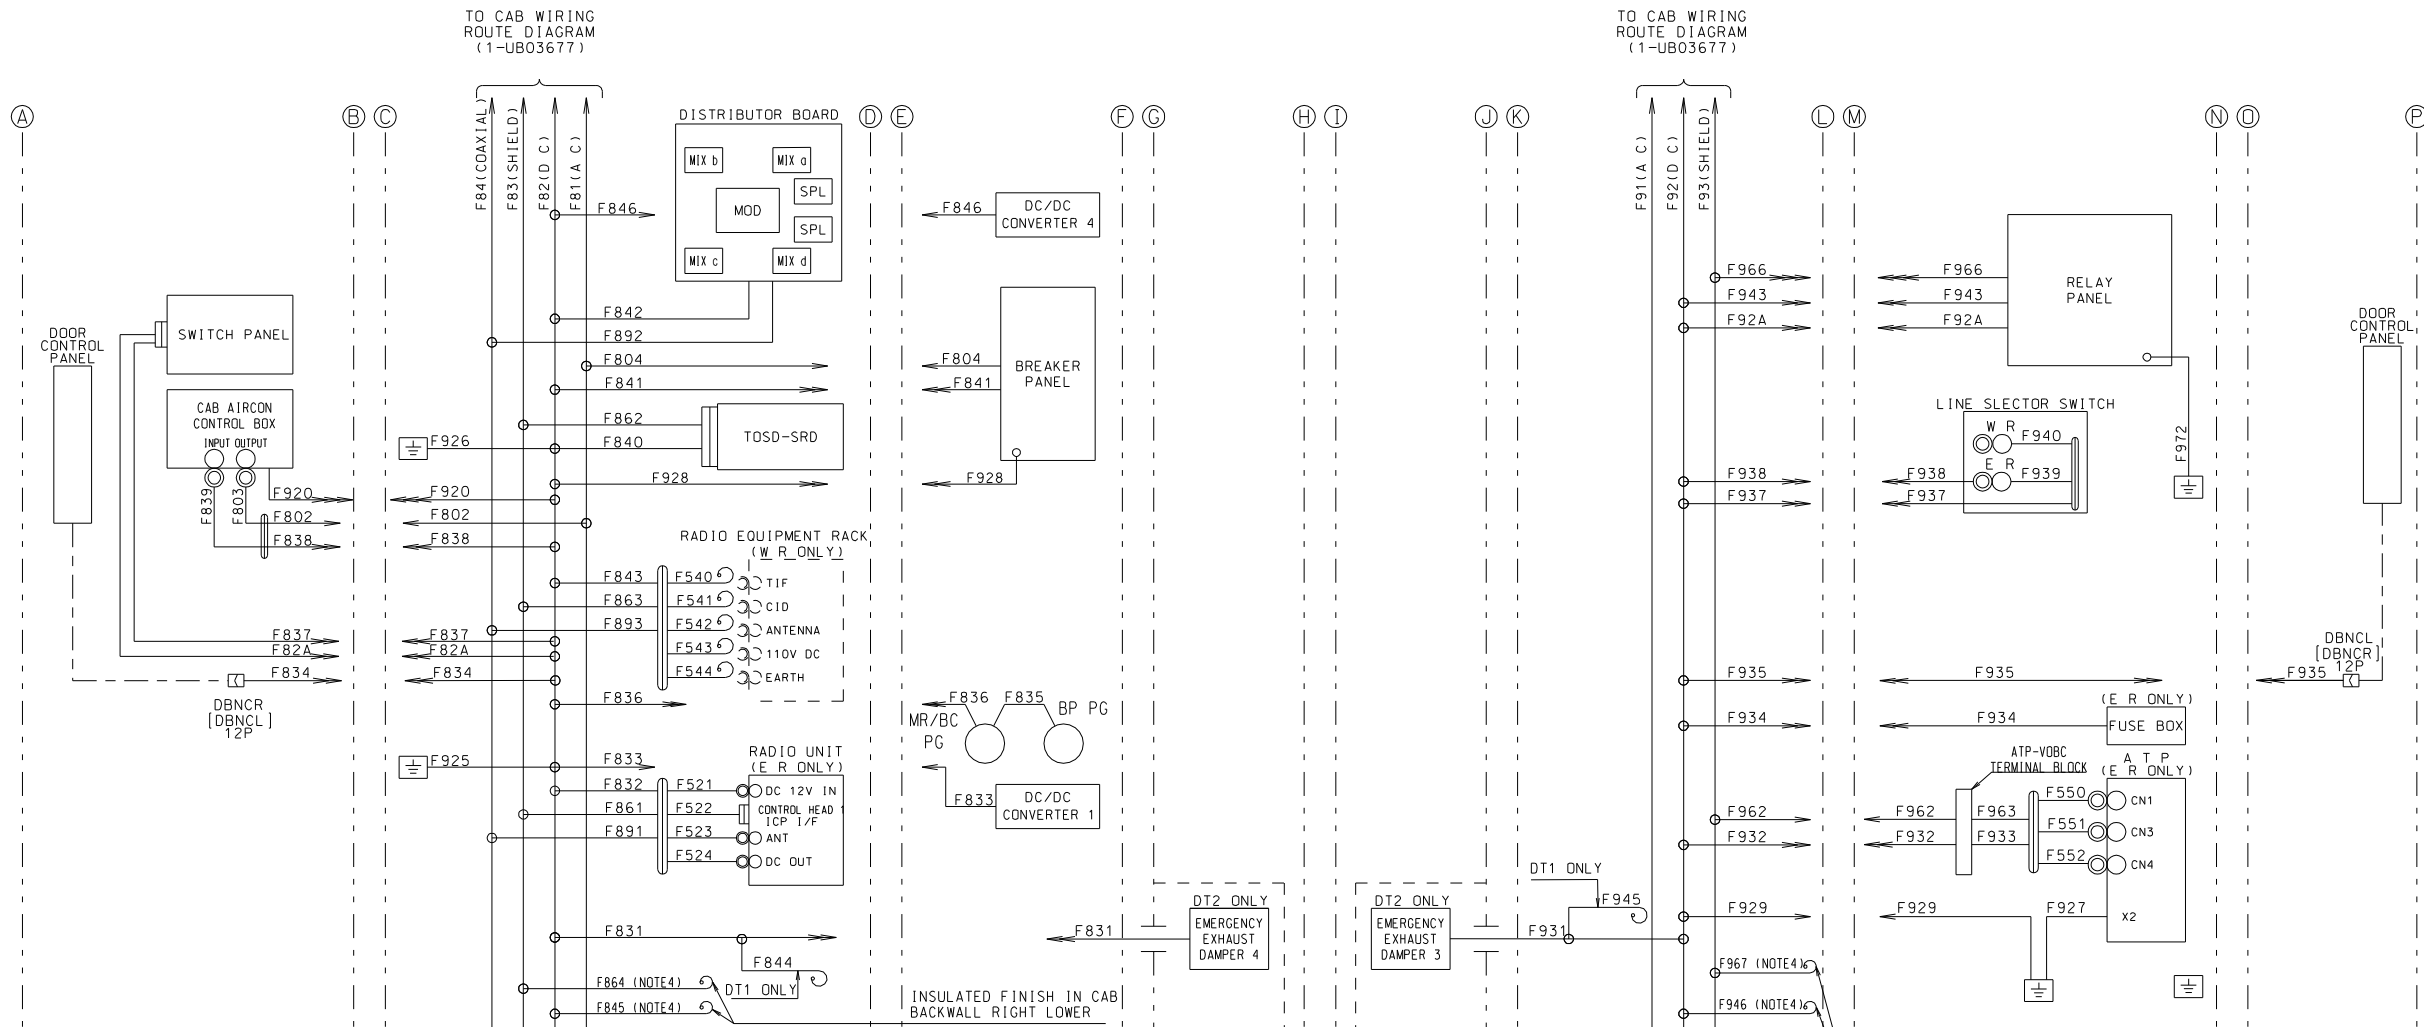 TO CAB WIRING
ROUTE DIAGRAM
(1-UB03677)
TO CAB WIRING
ROUTE DIAGRAM
(1-UB03677)
A
B
C
D
E
F
G
H
I
J
K
L
M
N
O
P
F84(COAXIAL)
F83(SHIELD)
F82(D C)
F81(A C)
F91(A C)
F92(D C)
F93(SHIELD)
DOOR
CONTROL
PANEL
SWITCH PANEL
CAB AIRCON
CONTROL BOX
INPUT OUTPUT
F839
F803
F920
F802
F838
F837
F82A
F834
DBNCR
[DBNCL]
12P
F926
F920
F802
F838
F837
F82A
F834
F925
DISTRIBUTOR BOARD
MIX b
MIX a
SPL
MOD
SPL
MIX c
MIX d
F846
F842
F892
F804
F841
F862
F840
TOSD-SRD
F928
RADIO EQUIPMENT RACK
(W R ONLY)
F843
F540
TIF
F863
F541
CID
F893
F542
ANTENNA
F543
110V DC
F544
EARTH
F836
RADIO UNIT
(E R ONLY)
F833
F832
F521
DC 12V IN
F861
F522
CONTROL HEAD 1
ICP I/F
F891
F523
ANT
F524
DC OUT
F831
F844
DT1 ONLY
F864 (NOTE4)
F845 (NOTE4)
INSULATED FINISH IN CAB
BACKWALL RIGHT LOWER
F846
DC/DC
CONVERTER 4
F804
F841
BREAKER
PANEL
F928
F836
F835
MR/BC
PG
BP PG
F833
DC/DC
CONVERTER 1
F831
DT2 ONLY
EMERGENCY
EXHAUST
DAMPER 4
DT2 ONLY
EMERGENCY
EXHAUST
DAMPER 3
F931
DT1 ONLY
F945
F966
F943
F92A
F938
F937
F935
F934
F962
F932
F929
F967 (NOTE4)
F946 (NOTE4)
F966
F943
F92A
RELAY
PANEL
F972
LINE SLECTOR SWITCH
W R
F940
E R
F938
F939
F937
F935
(E R ONLY)
F934
FUSE BOX
ATP-VOBC
TERMINAL BLOCK
A T P
(E R ONLY)
F962
F963
F550
CN1
F932
F933
F551
CN3
F552
CN4
F929
F927
X2
DOOR
CONTROL
PANEL
DBNCL
[DBNCR]
12P
F935